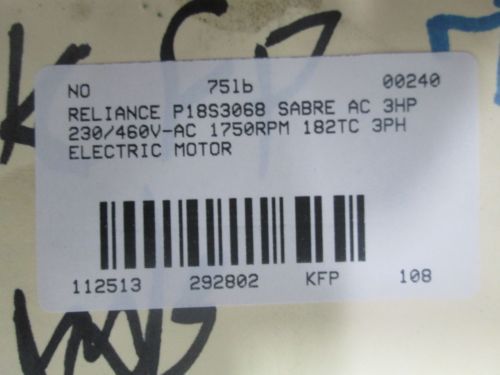 NO 75lb 00240
RELIANCE P18S3068 SABRE AC 3HP
230/460V-AC 1750RPM 182TC 3PH
ELECTRIC MOTOR
112513 292802 KFP 108